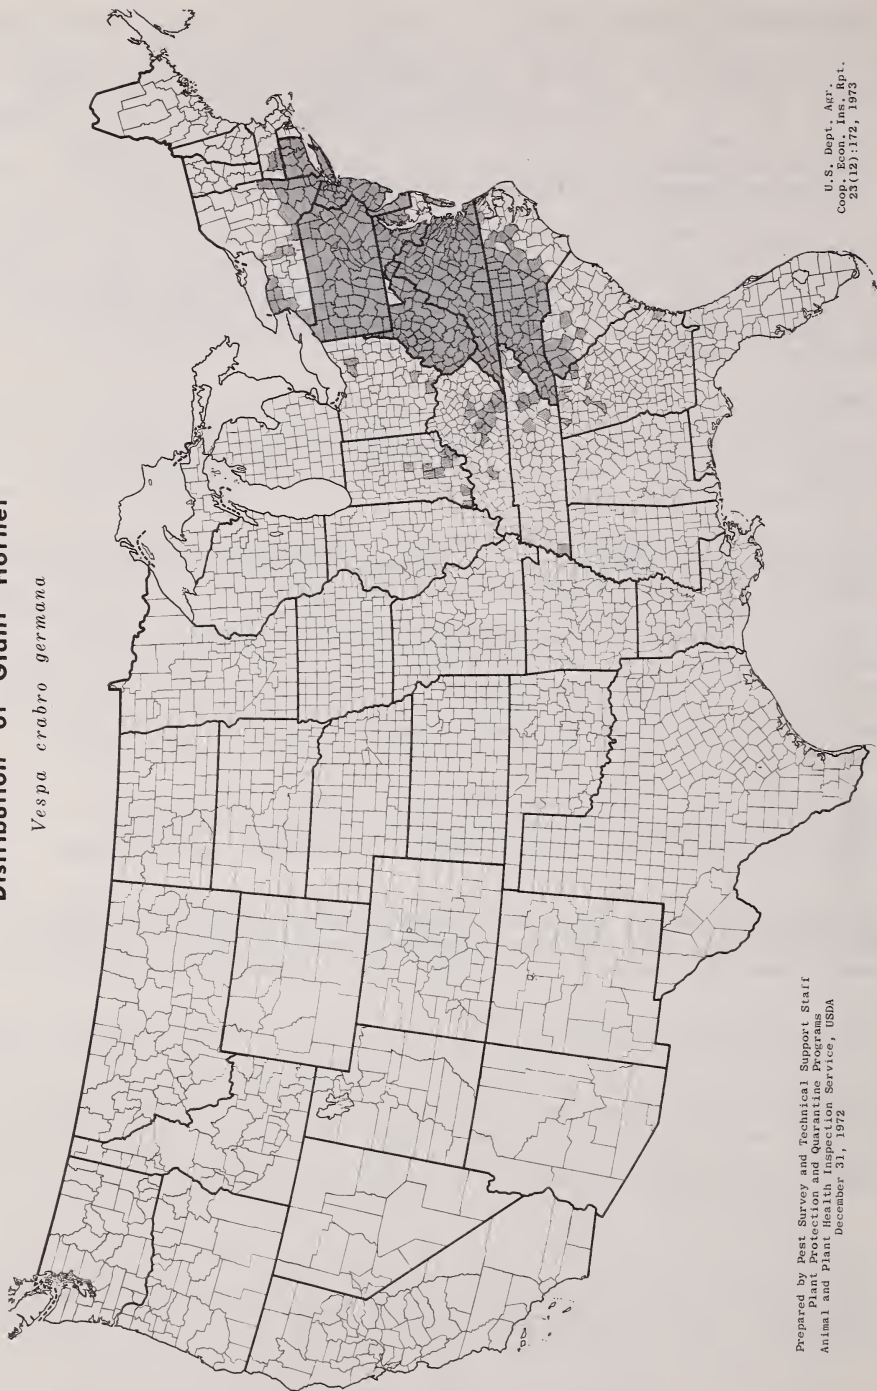 Distribution of Giant Hornet
Vespa crabro germana
Prepared by Pest Survey and Technical Support Staff
Plant Protection and Quarantine Programs
Animal and Plant Health Inspection Service, USDA
December 31, 1972
U.S. Dept. Agr.
Coop. Econ. Ins. Rpt.
23(12):172, 1973